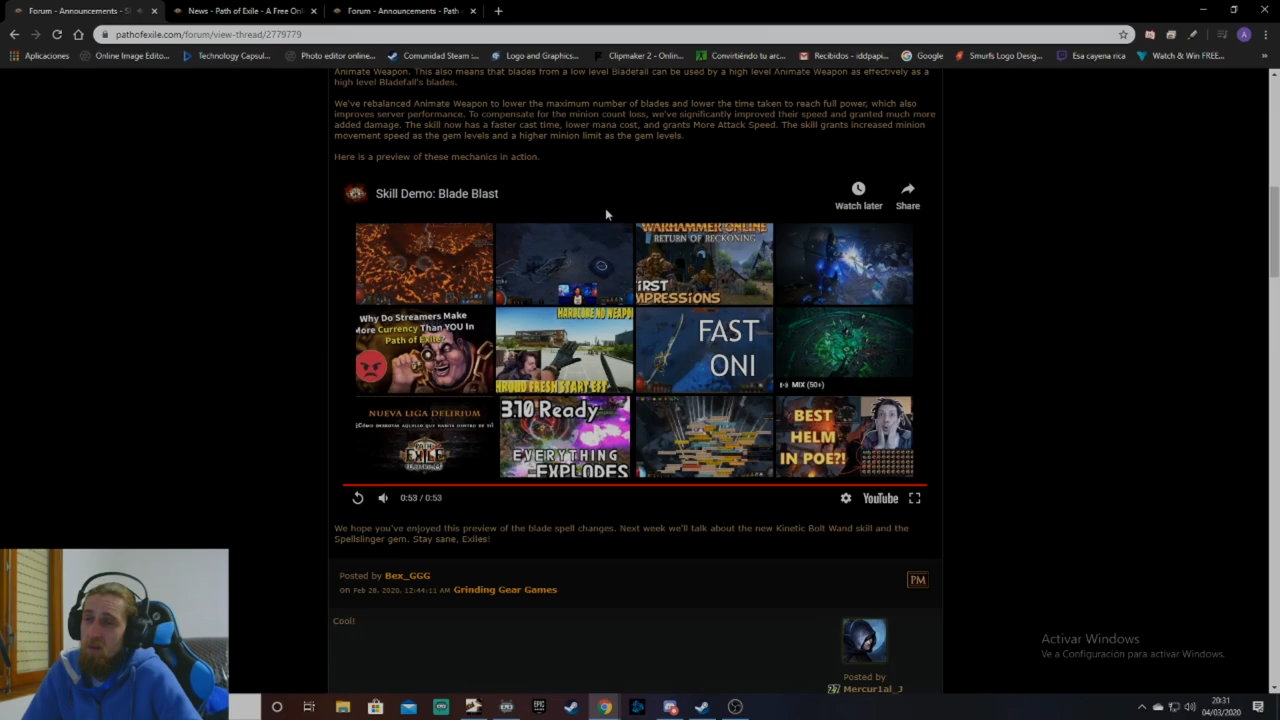 Forum - Announcements - S
News - Path of Exile - A Free Onl
Forum - Announcements - Path
pathofexile.com/forum/view-thread/2779779
Aplicaciones
Online Image Edito...
Technology Capsul...
Photo editor online...
Comunidad Steam :...
Logo and Graphics...
Clipmaker 2 - Onlin...
Convirtiéndo tu arc...
Recibidos - iddpapi...
Google
Smurfs Logo Desig...
Esa cayena rica
Watch & Win | EWC
Animate Weapon. This also means that blades from a low level Bladefall can be used by a high level Animate Weapon as effectively as a
high level Bladefall's blades.
We've rebalanced Animate Weapon to lower the maximum number of blades and lower the time taken to reach full power, which also
improves server performance. To compensate for the minion count loss, we've significantly improved their speed and granted much more
added damage. The skill now has a faster cast time, lower mana cost, and grants More Attack Speed. The skill grants increased minion
movement speed as the gem levels and a higher minion limit as the gem levels.
Here is a preview of these mechanics in action.
Skill Demo: Blade Blast
Watch later
Share
WARHAMMER ONLINE
RETURN OF RECKONING
FIRST
IMPRESSIONS
Why Do Streamers Make
More Currency Than YOU In
Path of Exile?
HARDCORE NO WEAPO
HROUD FRESH START EFT
FAST
ONI
MIX (50+)
NUEVA LIGA DELIRIUM
EXILE
3.10 Ready
EVERYTHING
EXPLODES
BEST
HELM
IN POE?!
0:53 / 0:53
YouTube
We hope you've enjoyed this preview of the blade spell changes. Next week we'll talk about the new Kinetic Bolt Wand skill and the
Spellslinger gem. Stay sane, Exiles!
Posted by Bex_GGG
on Feb 28, 2020, 12:44:11 AM Grinding Gear Games
PM
Cool!
Posted by
27 Mercur1al_J
Activar Windows
Ve a Configuración para activar Windows.
20:31
04/03/2020